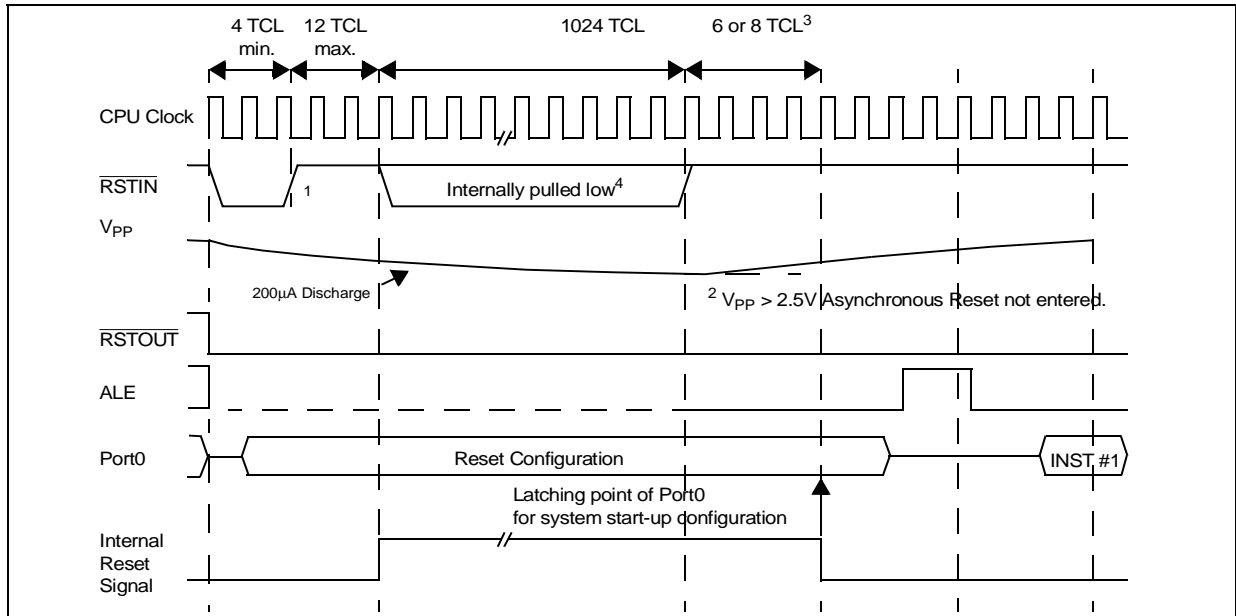 4 TCL min.
12 TCL max.
1024 TCL
6 or 8 TCL3
CPU Clock
RSTIN
1
Internally pulled low4
VPP
200µA Discharge
2 VPP > 2.5V Asynchronous Reset not entered.
RSTOUT
ALE
Port0
Reset Configuration
INST #1
Latching point of Port0
for system start-up configuration
Internal
Reset
Signal